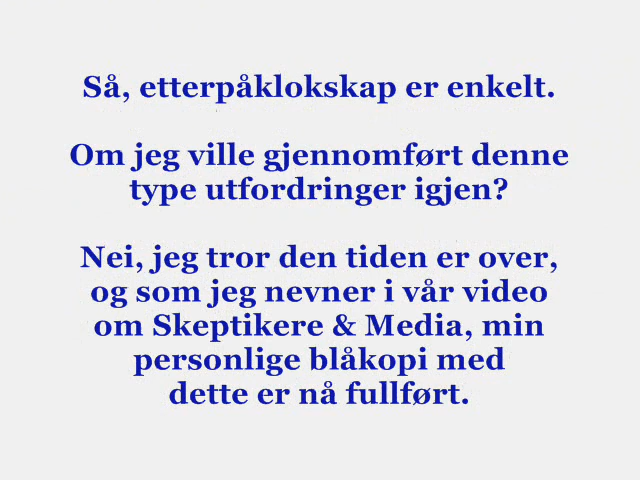 Så, etterpåklokskap er enkelt.
Om jeg ville gjennomført denne
type utfordringer igjen?
Nei, jeg tror den tiden er over,
og som jeg nevner i vår video
om Skeptikere & Media, min
personlige blåkopi med
dette er nå fullført.